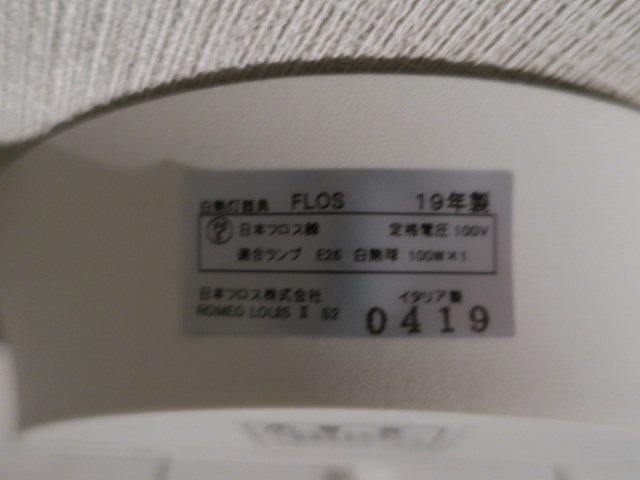 白熱灯器具 FLOS 19年製
日本フロス㈱ 定格電圧 100V
適合ランプ E26 白熱球 100W×1
日本フロス株式会社 イタリア製
ROMEO LOUIS II S2 0419